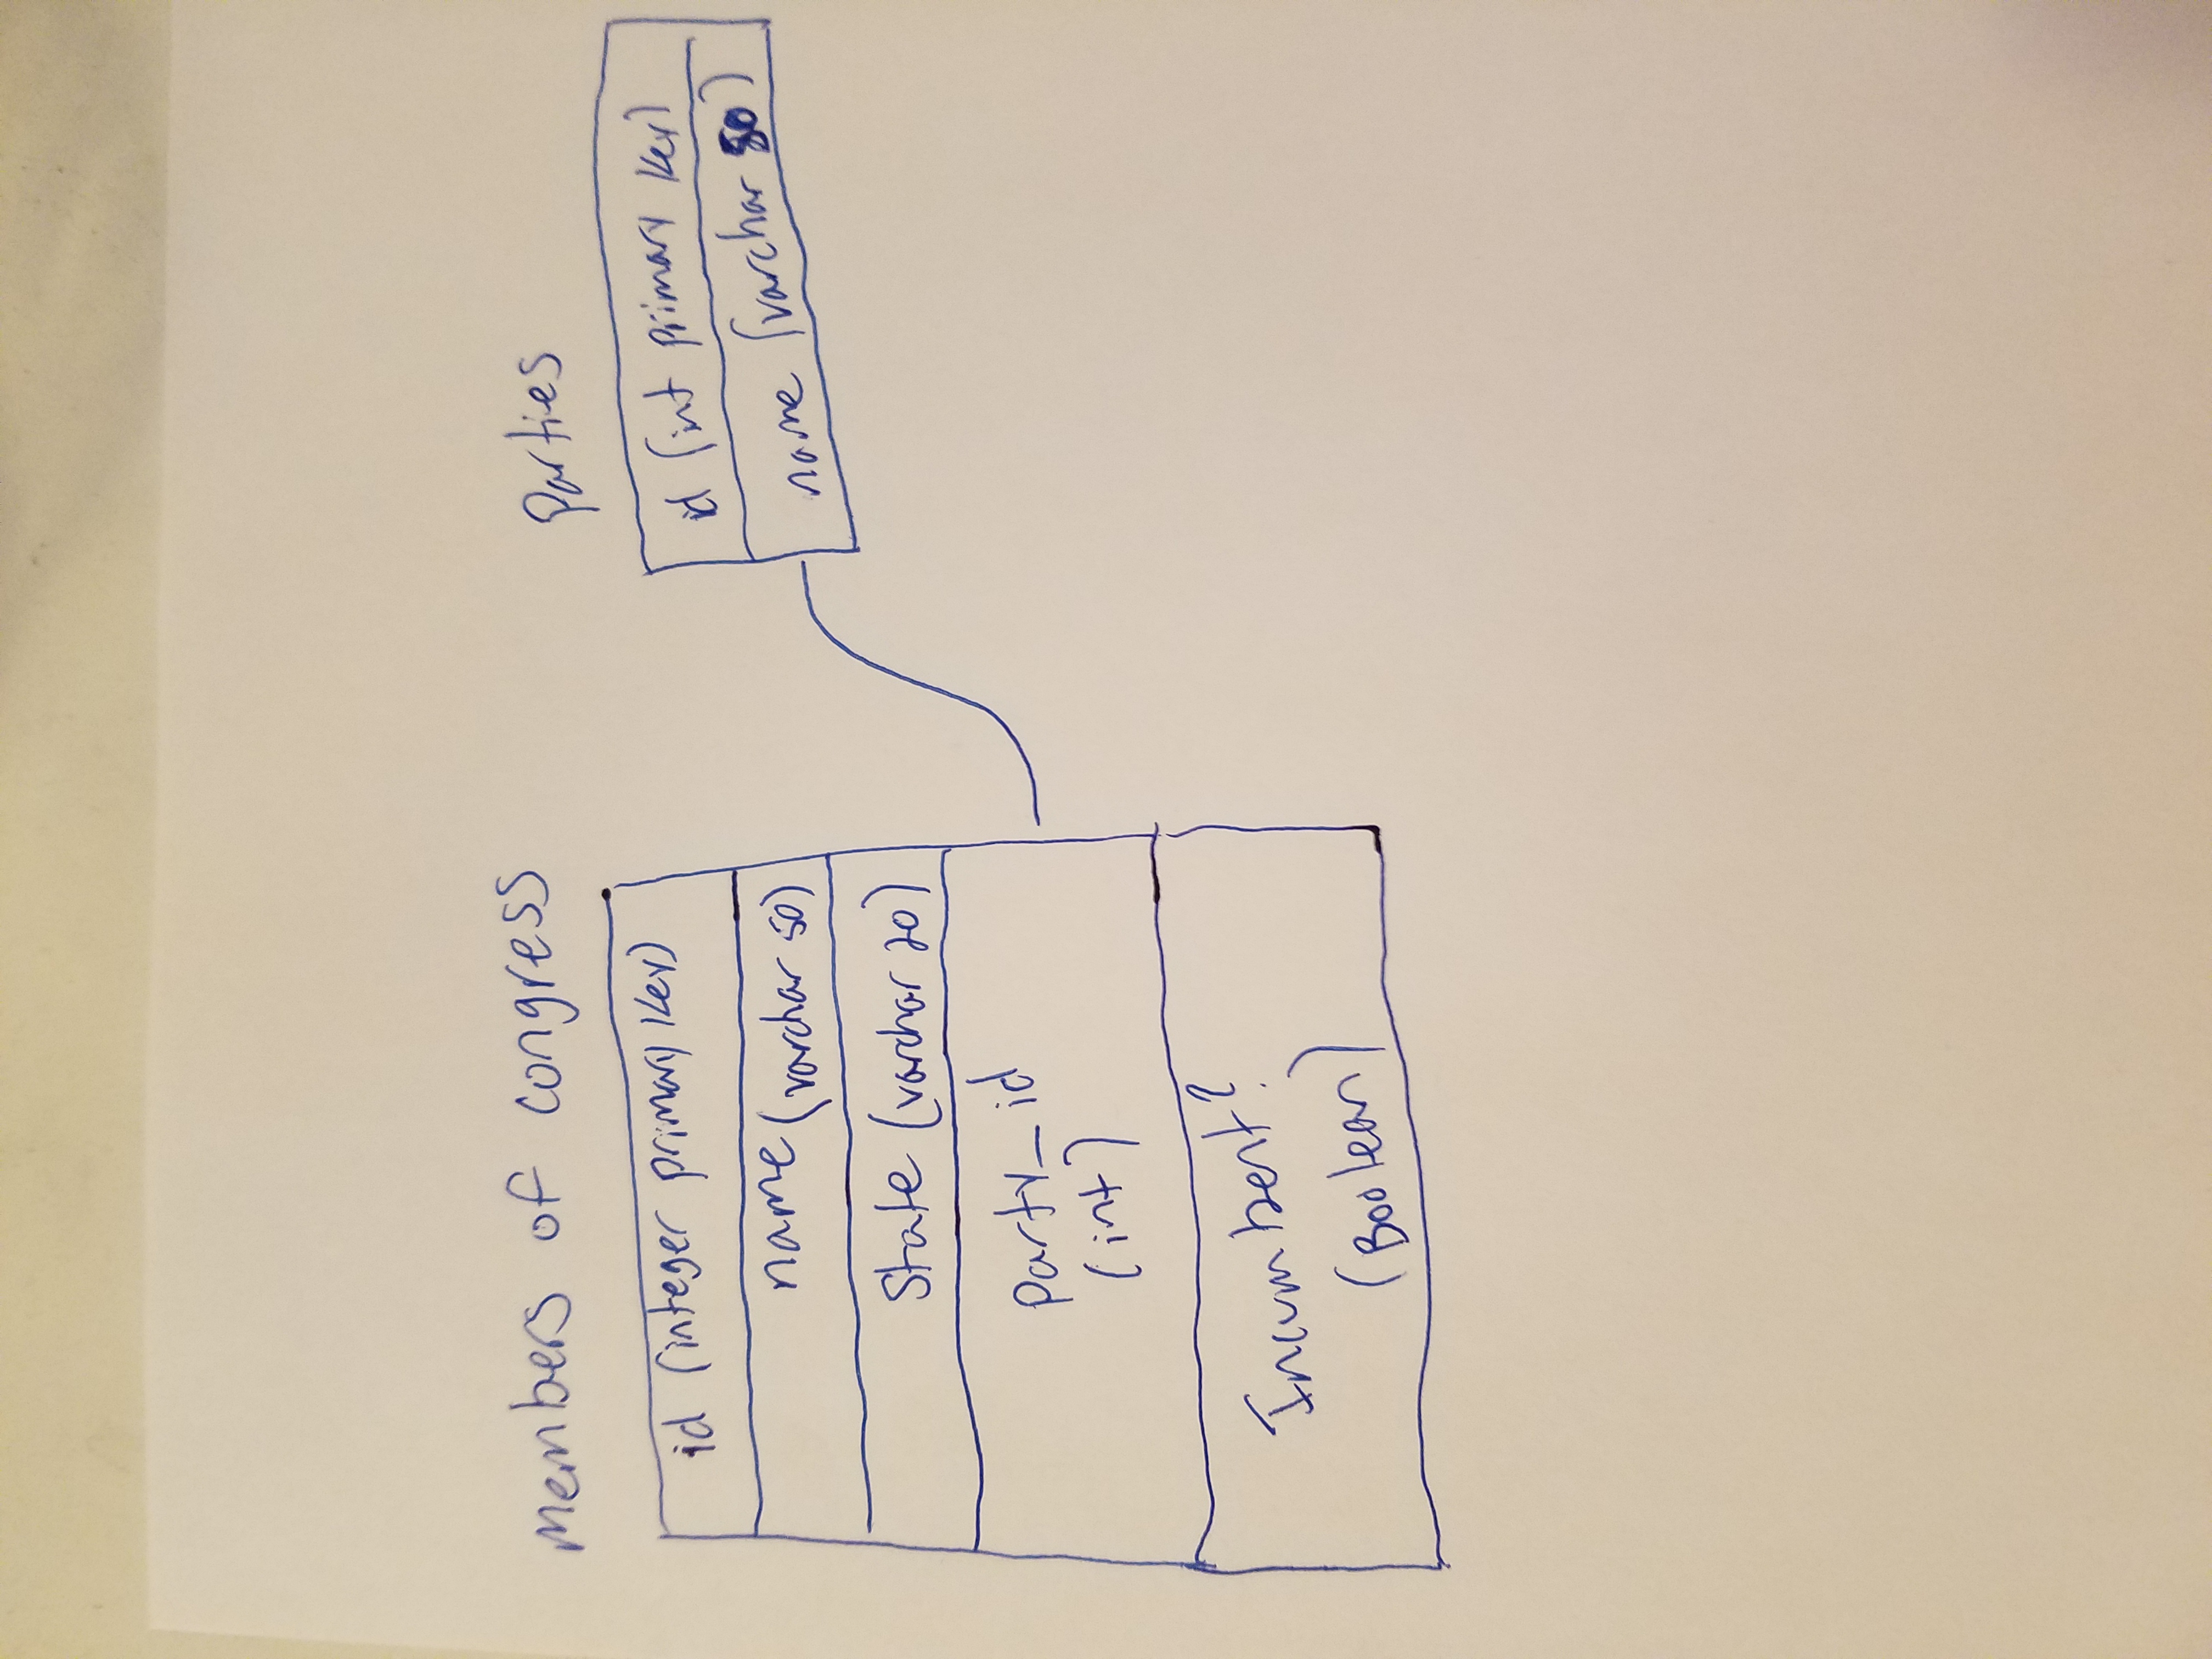 Members of congress
id (integer primary key)
name (varchar 50)
State (varchar 20)
Party_id
(int)
Incumbent?
(Boolean)
Parties
id (int primary key)
name (varchar 50)